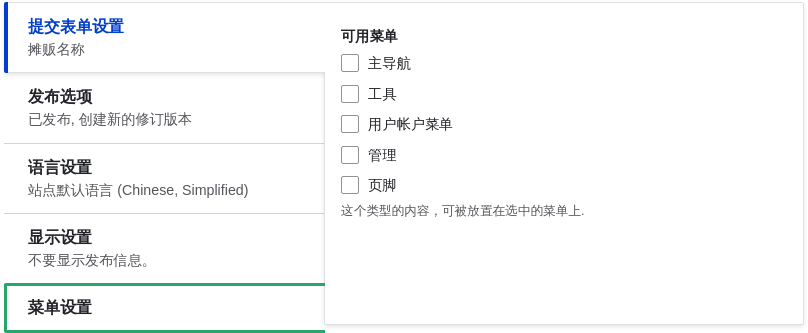 提交表单设置
摊贩名称
发布选项
已发布, 创建新的修订版本
语言设置
站点默认语言 (Chinese, Simplified)
显示设置
不要显示发布信息。
菜单设置
可用菜单
主导航
工具
用户帐户菜单
管理
页脚
这个类型的内容，可被放置在选中的菜单上.